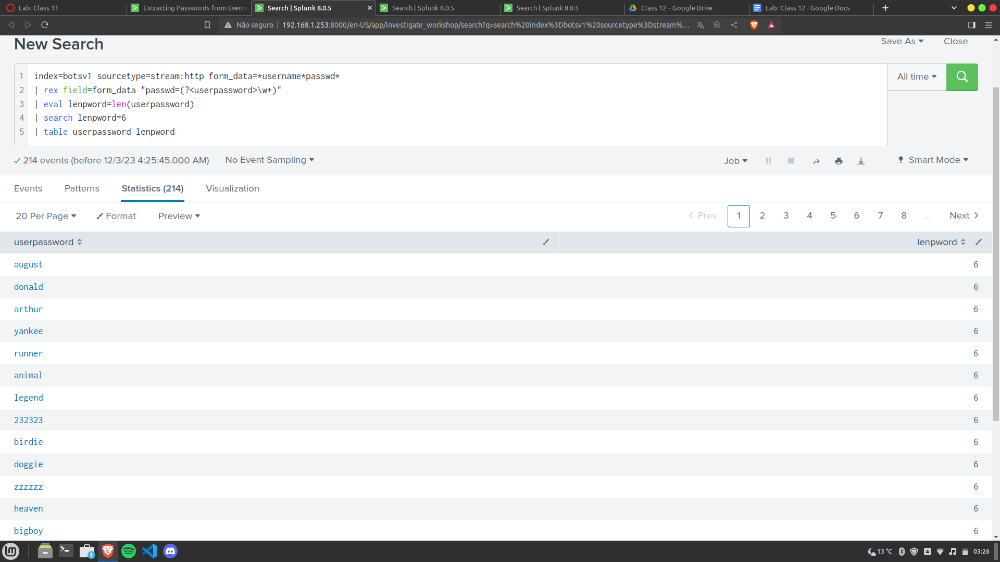 Lab: Class 11
Extracting Passwords from Events
Search | Splunk 8.0.5
Search | Splunk 8.0.5
Search | Splunk 8.0.5
Class 12 – Google Drive
Lab: Class 12 - Google Docs
Não seguro
192.168.1.253:8000/en-US/app/investigate_workshop/search?q=search%20index%3Dbotsv1%20sourcetype%3Dstream%...
New Search
Save As
Close
1 index=botsv1 sourcetype=stream:http form_data=*username*passwd*
2 | rex field=form_data "passwd=(?<userpassword>\w+)"
3 | eval lenpword=len(userpassword)
4 | search lenpword=6
5 | table userpassword lenpword
All time
214 events (before 12/3/23 4:25:45.000 AM)
No Event Sampling
Job
Smart Mode
Events
Patterns
Statistics (214)
Visualization
20 Per Page
Format
Preview
Prev 1 2 3 4 5 6 7 8 ... Next
userpassword lenpword
august 6
donald 6
arthur 6
yankee 6
runner 6
animal 6
legend 6
232323 6
birdie 6
doggie 6
zzzzzz 6
heaven 6
bigboy 6
13 °C
03:26